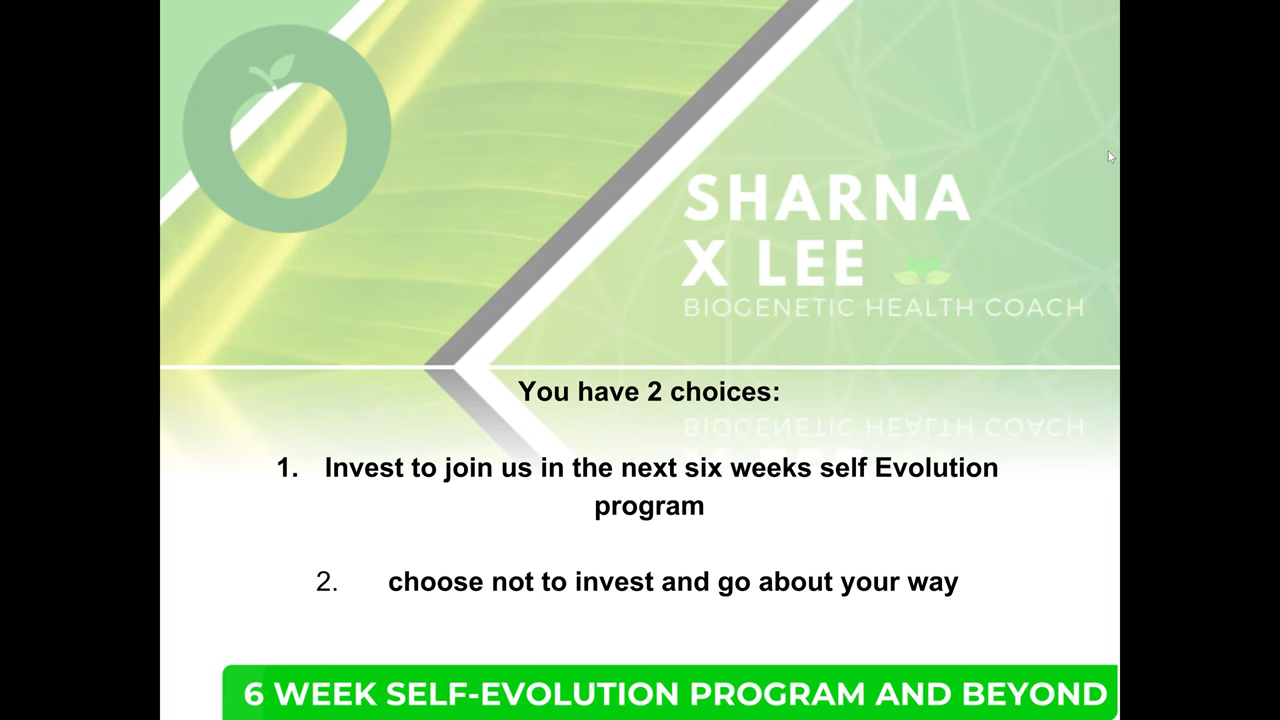 SHARNA
X LEE
BIOGENETIC HEALTH COACH
You have 2 choices:
BIOGENETIC HEALTH COACH
1. Invest to join us in the next six weeks self Evolution
program
2. choose not to invest and go about your way
6 WEEK SELF-EVOLUTION PROGRAM AND BEYOND